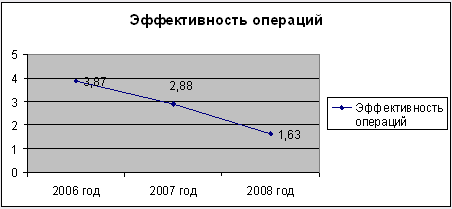 Эффективность операций
5
4
3
2
1
0
3,87
2,88
1,63
2006 год
2007 год
2008 год
Эффективность
операций